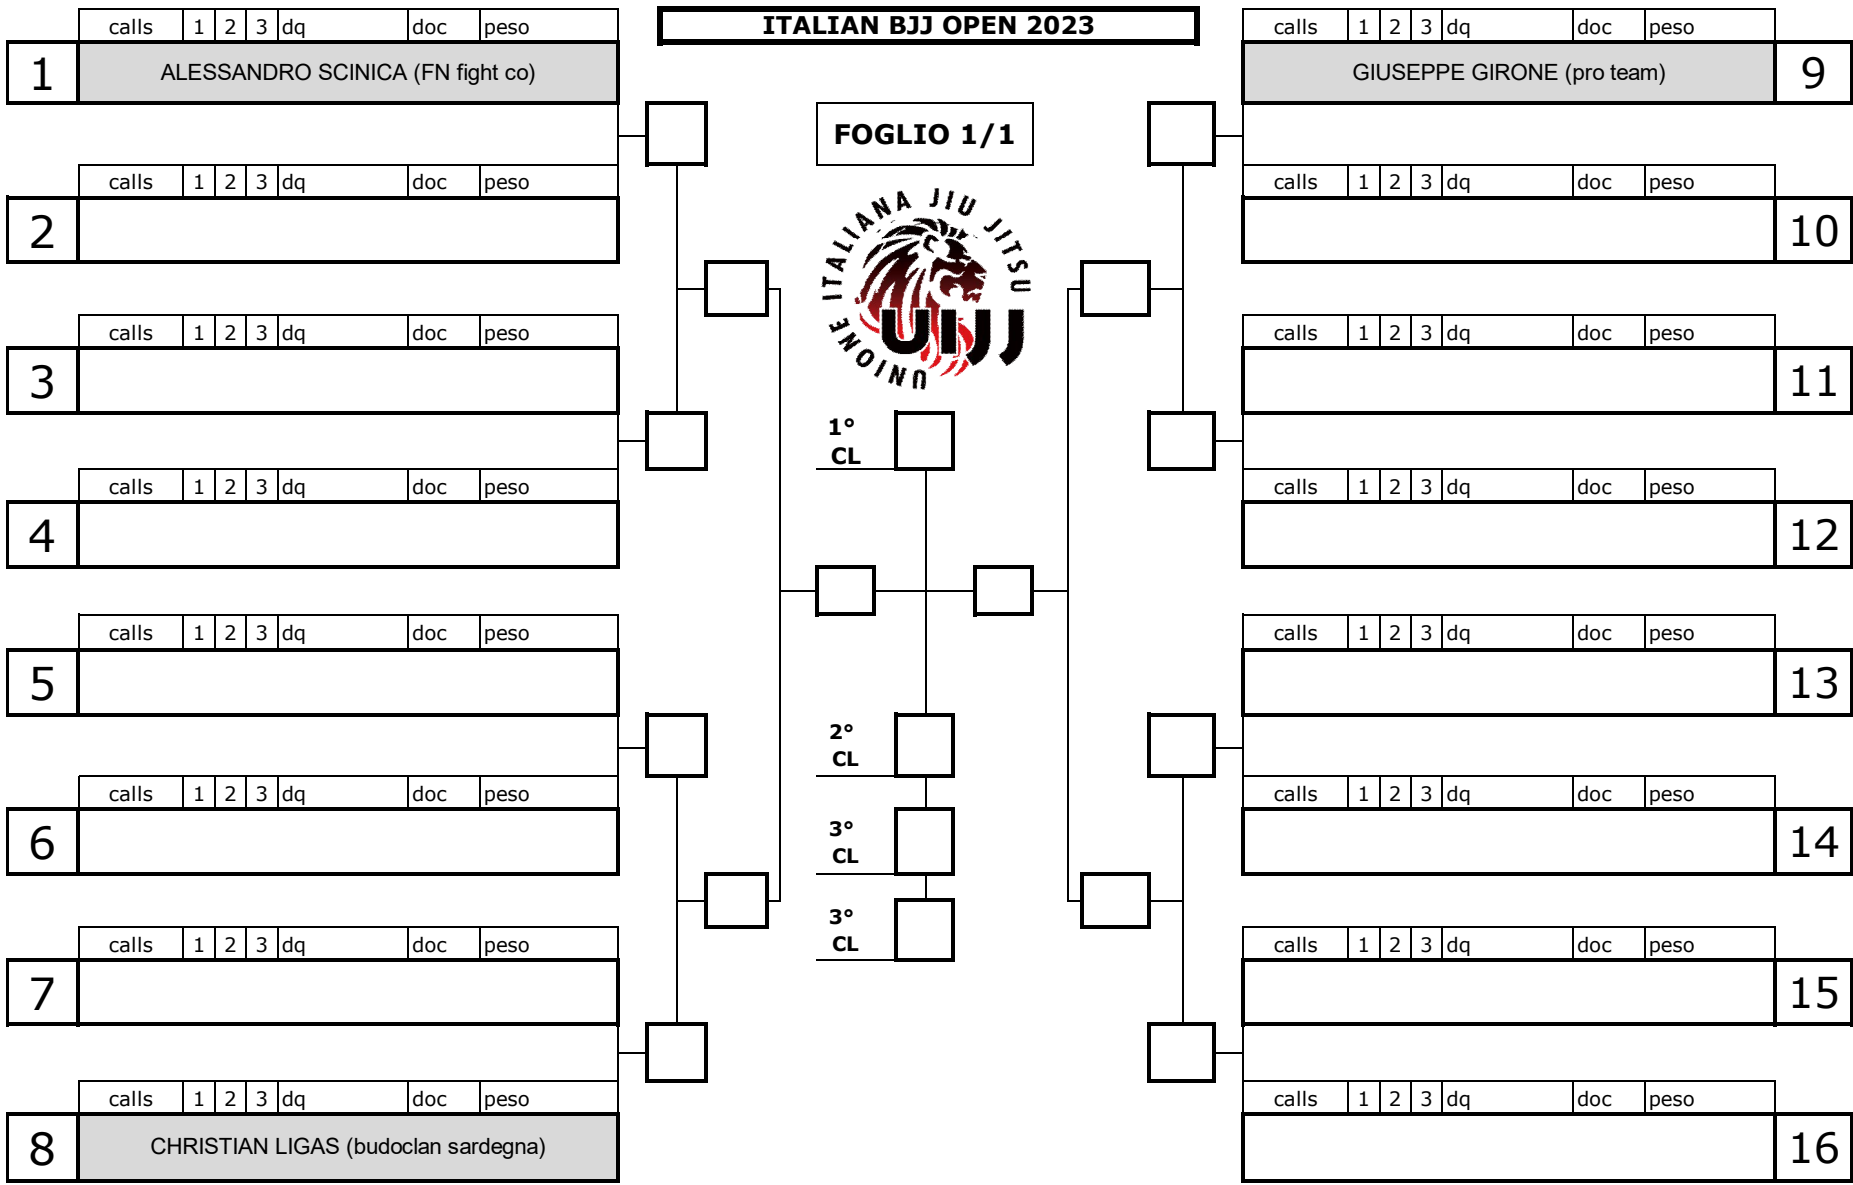 calls 1 2 3 dq doc peso
ITALIAN BJJ OPEN 2023
calls 1 2 3 dq doc peso
1 ALESSANDRO SCINICA (FN fight co)
GIUSEPPE GIRONE (pro team) 9
FOGLIO 1/1
calls 1 2 3 dq doc peso
calls 1 2 3 dq doc peso
2
10
UNIONE ITALIANA JIU JITSU
UIJJ
calls 1 2 3 dq doc peso
calls 1 2 3 dq doc peso
3
11
1°
CL
calls 1 2 3 dq doc peso
calls 1 2 3 dq doc peso
4
12
calls 1 2 3 dq doc peso
calls 1 2 3 dq doc peso
5
13
2°
CL
calls 1 2 3 dq doc peso
calls 1 2 3 dq doc peso
6
14
3°
CL
3°
CL
calls 1 2 3 dq doc peso
calls 1 2 3 dq doc peso
7
15
calls 1 2 3 dq doc peso
calls 1 2 3 dq doc peso
8 CHRISTIAN LIGAS (budoclan sardegna)
16